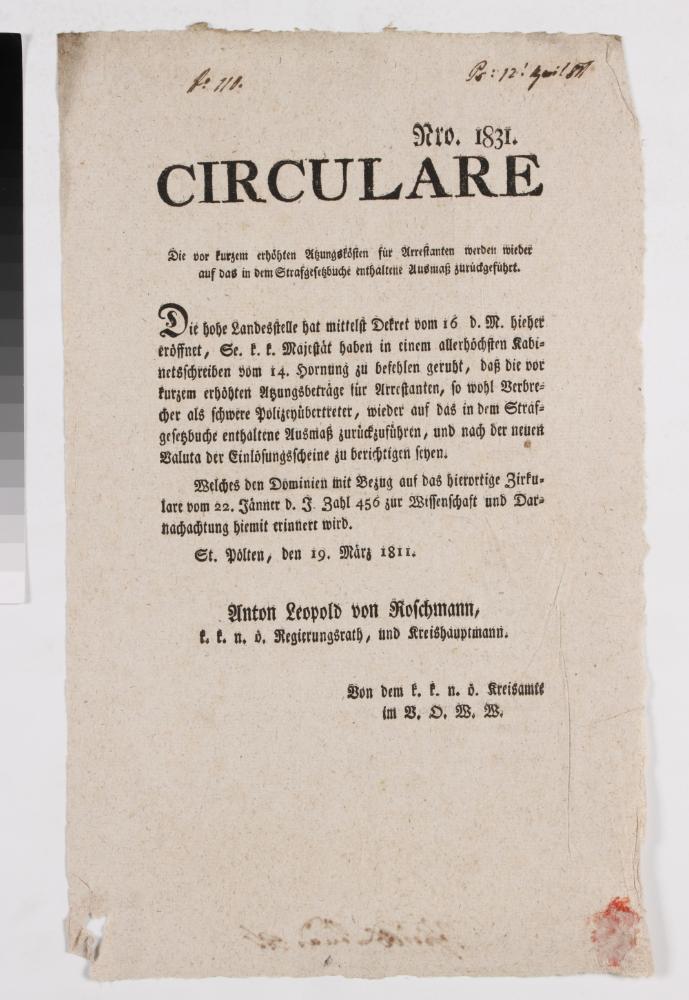 110.
12. April 811
Nro. 1831.
CIRCULARE
Die vor kurzem erhöhten Atzungskösten für Arrestanten werden wieder
auf das in dem Strafgesetzbuche enthaltene Ausmaß zurückgeführt.
Die hohe Landesstelle hat mittelst Dekret vom 16 d. M. hieher
eröffnet, Se. k. k. Majestät haben in einem allerhöchsten Kabi-
netsschreiben vom 14. Hornung zu befehlen geruht, daß die vor
kurzem erhöhten Atzungsbeträge für Arrestanten, so wohl Verbre-
cher als schwere Polizeyübertreter, wieder auf das in dem Straf-
gesetzbuche enthaltene Ausmaß zurückzuführen, und nach der neuen
Valuta der Einlösungsscheine zu berichtigen seyen.
Welches den Dominien mit Bezug auf das hierortige Zirku-
lare vom 22. Jänner d. J. Zahl 456 zur Wissenschaft und Dar-
nachachtung hiemit erinnert wird.
St. Pölten, den 19. März 1811.
Anton Leopold von Roschmann,
k. k. n. ö. Regierungsrath, und Kreishauptmann.
Von dem k. k. n. ö. Kreisamte
im V. O. W. W.